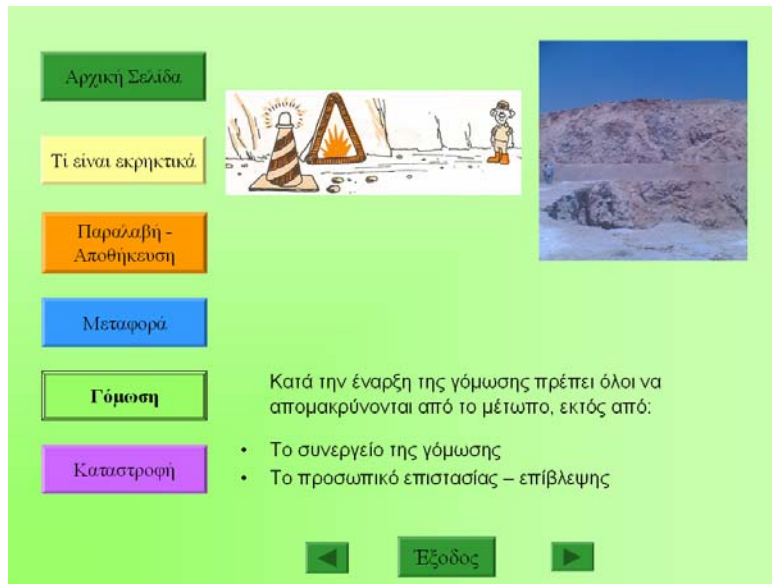 Αρχική Σελίδα
Τί είναι εκρηκτικά
Παραλαβή -
Αποθήκευση
Μεταφορά
Γόμωση
Καταστροφή
Κατά την έναρξη της γόμωσης πρέπει όλοι να
απομακρύνονται από το μέτωπο, εκτός από:
• Το συνεργείο της γόμωσης
• Το προσωπικό επιστασίας – επίβλεψης
Έξοδος